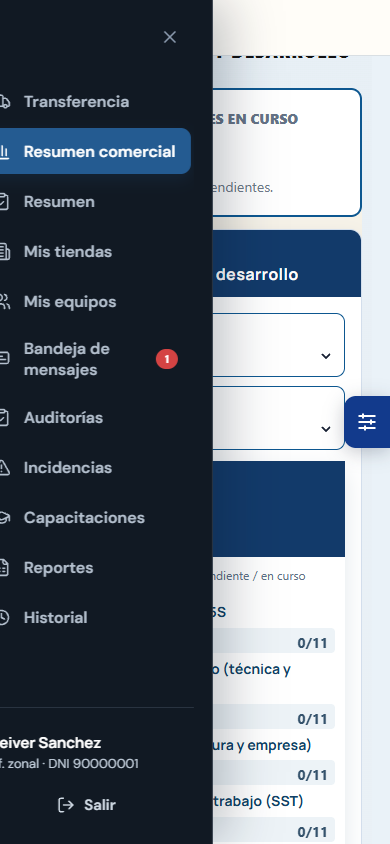 Transferencia
Resumen comercial
Resumen
Mis tiendas
Mis equipos
Bandeja de
mensajes
1
Auditorías
Incidencias
Capacitaciones
Reportes
Historial
eiver Sanchez
f. zonal · DNI 90000001
Salir
Y DESARROLLO
ES EN CURSO
endientes.
desarrollo
ndiente / en curso
5S
0/11
o (técnica y
0/11
ura y empresa)
0/11
trabajo (SST)
0/11